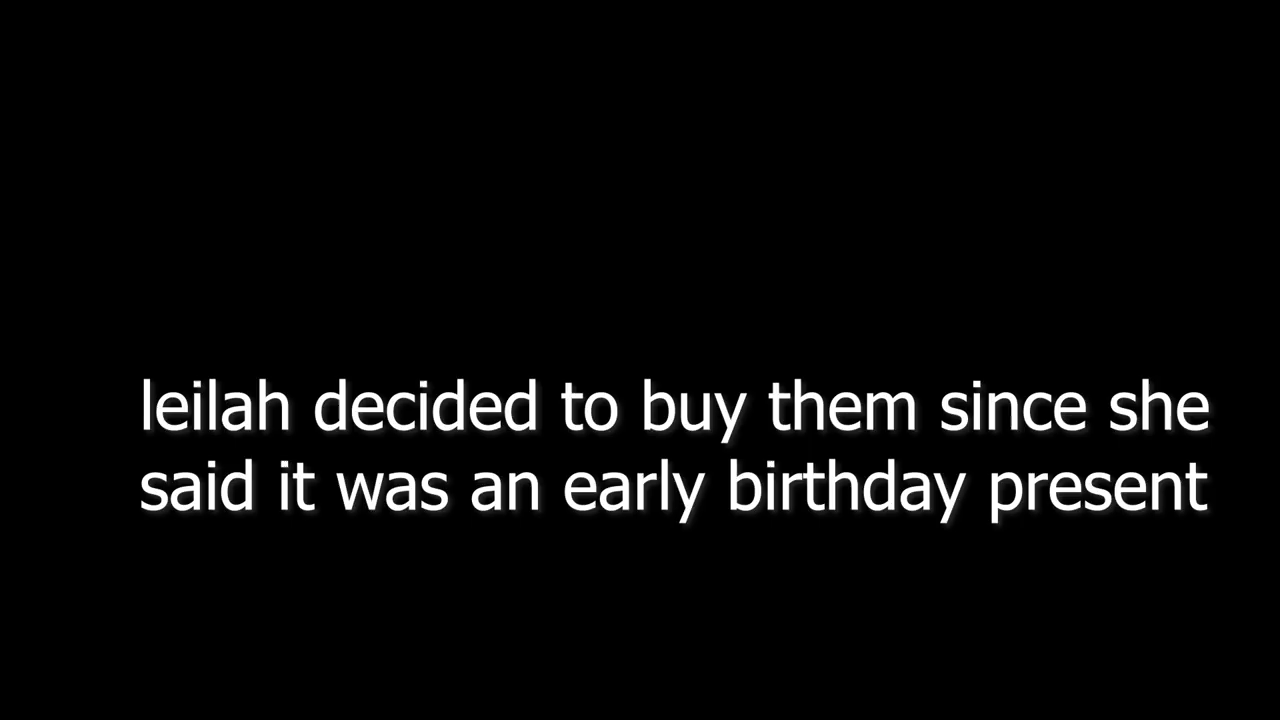 leilah decided to buy them since she
said it was an early birthday present